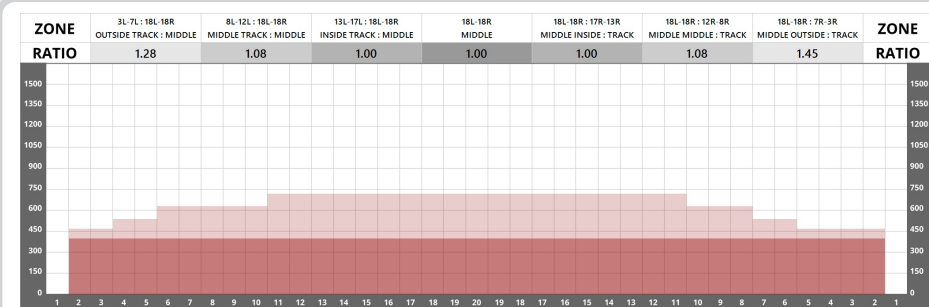 ZONE 3L-7L : 18L-18R 8L-12L : 18L-18R 13L-17L : 18L-18R 18L-18R 18L-18R : 17R-13R 18L-18R : 12R-8R 18L-18R : 7R-3R ZONE
OUTSIDE TRACK : MIDDLE MIDDLE TRACK : MIDDLE INSIDE TRACK : MIDDLE MIDDLE MIDDLE INSIDE : TRACK MIDDLE MIDDLE : TRACK MIDDLE OUTSIDE : TRACK
RATIO 1.28 1.08 1.00 1.00 1.00 1.08 1.45 RATIO
1500 1500
1350 1350
1200 1200
1050 1050
900 900
750 750
600 600
450 450
300 300
150 150
0 0
1 2 3 4 5 6 7 8 9 10 11 12 13 14 15 16 17 18 19 20 19 18 17 16 15 14 13 12 11 10 9 8 7 6 5 4 3 2 1